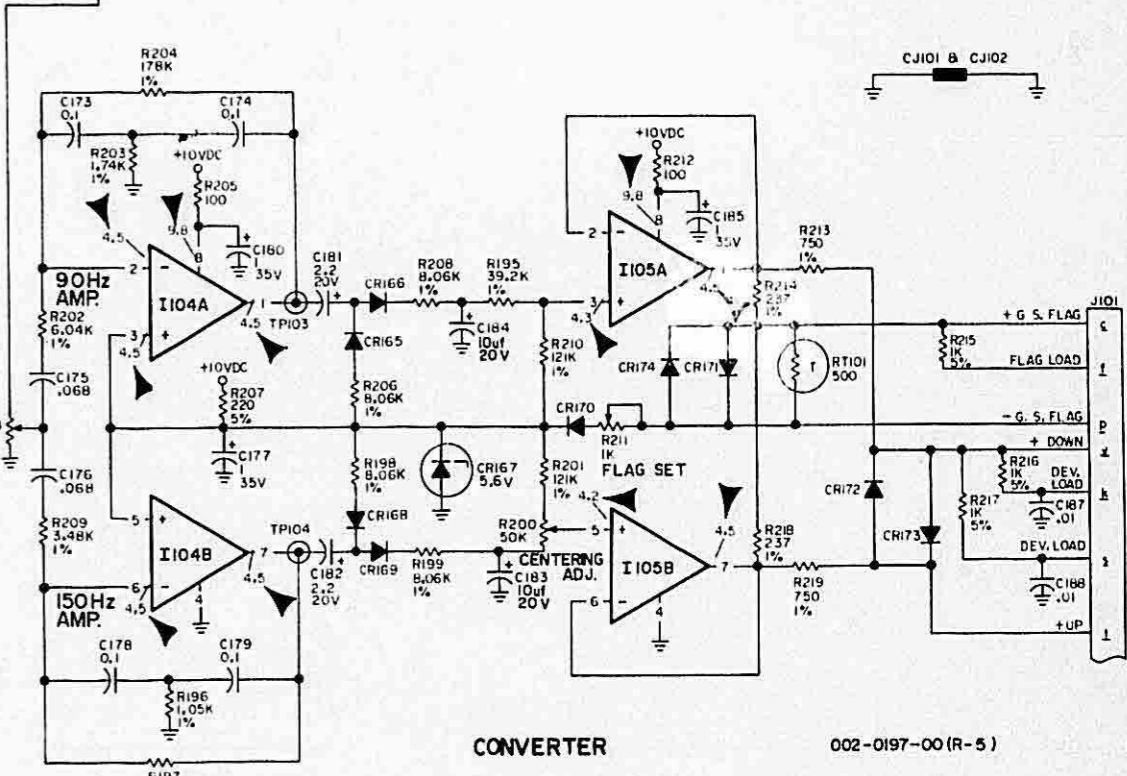 R204
178K
1%
C173
0.1
C174
0.1
R203
1.74K
1%
+10VDC
R205
100
9.8
8
4.5
C180
1
35V
2
90Hz
AMP.
I104A
1
4.5
TP103
3
4.5
R202
6.04K
1%
C175
.068
+10VDC
R207
220
5%
C177
1
35V
C176
.068
R209
3.48K
1%
5
I104B
7
4.5
TP104
6
4.5
4
150Hz
AMP.
C178
0.1
C179
0.1
R196
1.05K
1%
C181
2.2
20V
CR166
CR165
R206
8.06K
1%
R198
8.06K
1%
CR168
CR169
C182
2.2
20V
R208
8.06K
1%
R195
39.2K
1%
C184
10uf
20V
R199
8.06K
1%
C183
10uf
20V
CR167
5.6V
R210
121K
1%
R201
121K
1%
R200
50K
CENTERING
ADJ.
CR170
R211
1K
FLAG SET
+10VDC
R212
100
9.8
8
C185
1
35V
2
I105A
1
4.5
3
4.3
R213
750
1%
R214
237
1%
CR174
CR171
T
RT101
500
4.2
5
I105B
7
4.5
6
4
R218
237
1%
R219
750
1%
CR172
CR173
CJ101 & CJ102
J101
+ G. S. FLAG
c
R215
1K
5%
FLAG LOAD
– G. S. FLAG
p
+ DOWN
R216
1K
5%
DEV.
LOAD
k
C187
.01
R217
1K
5%
DEV. LOAD
s
C188
.01
+UP
CONVERTER
002-0197-00 (R-5)